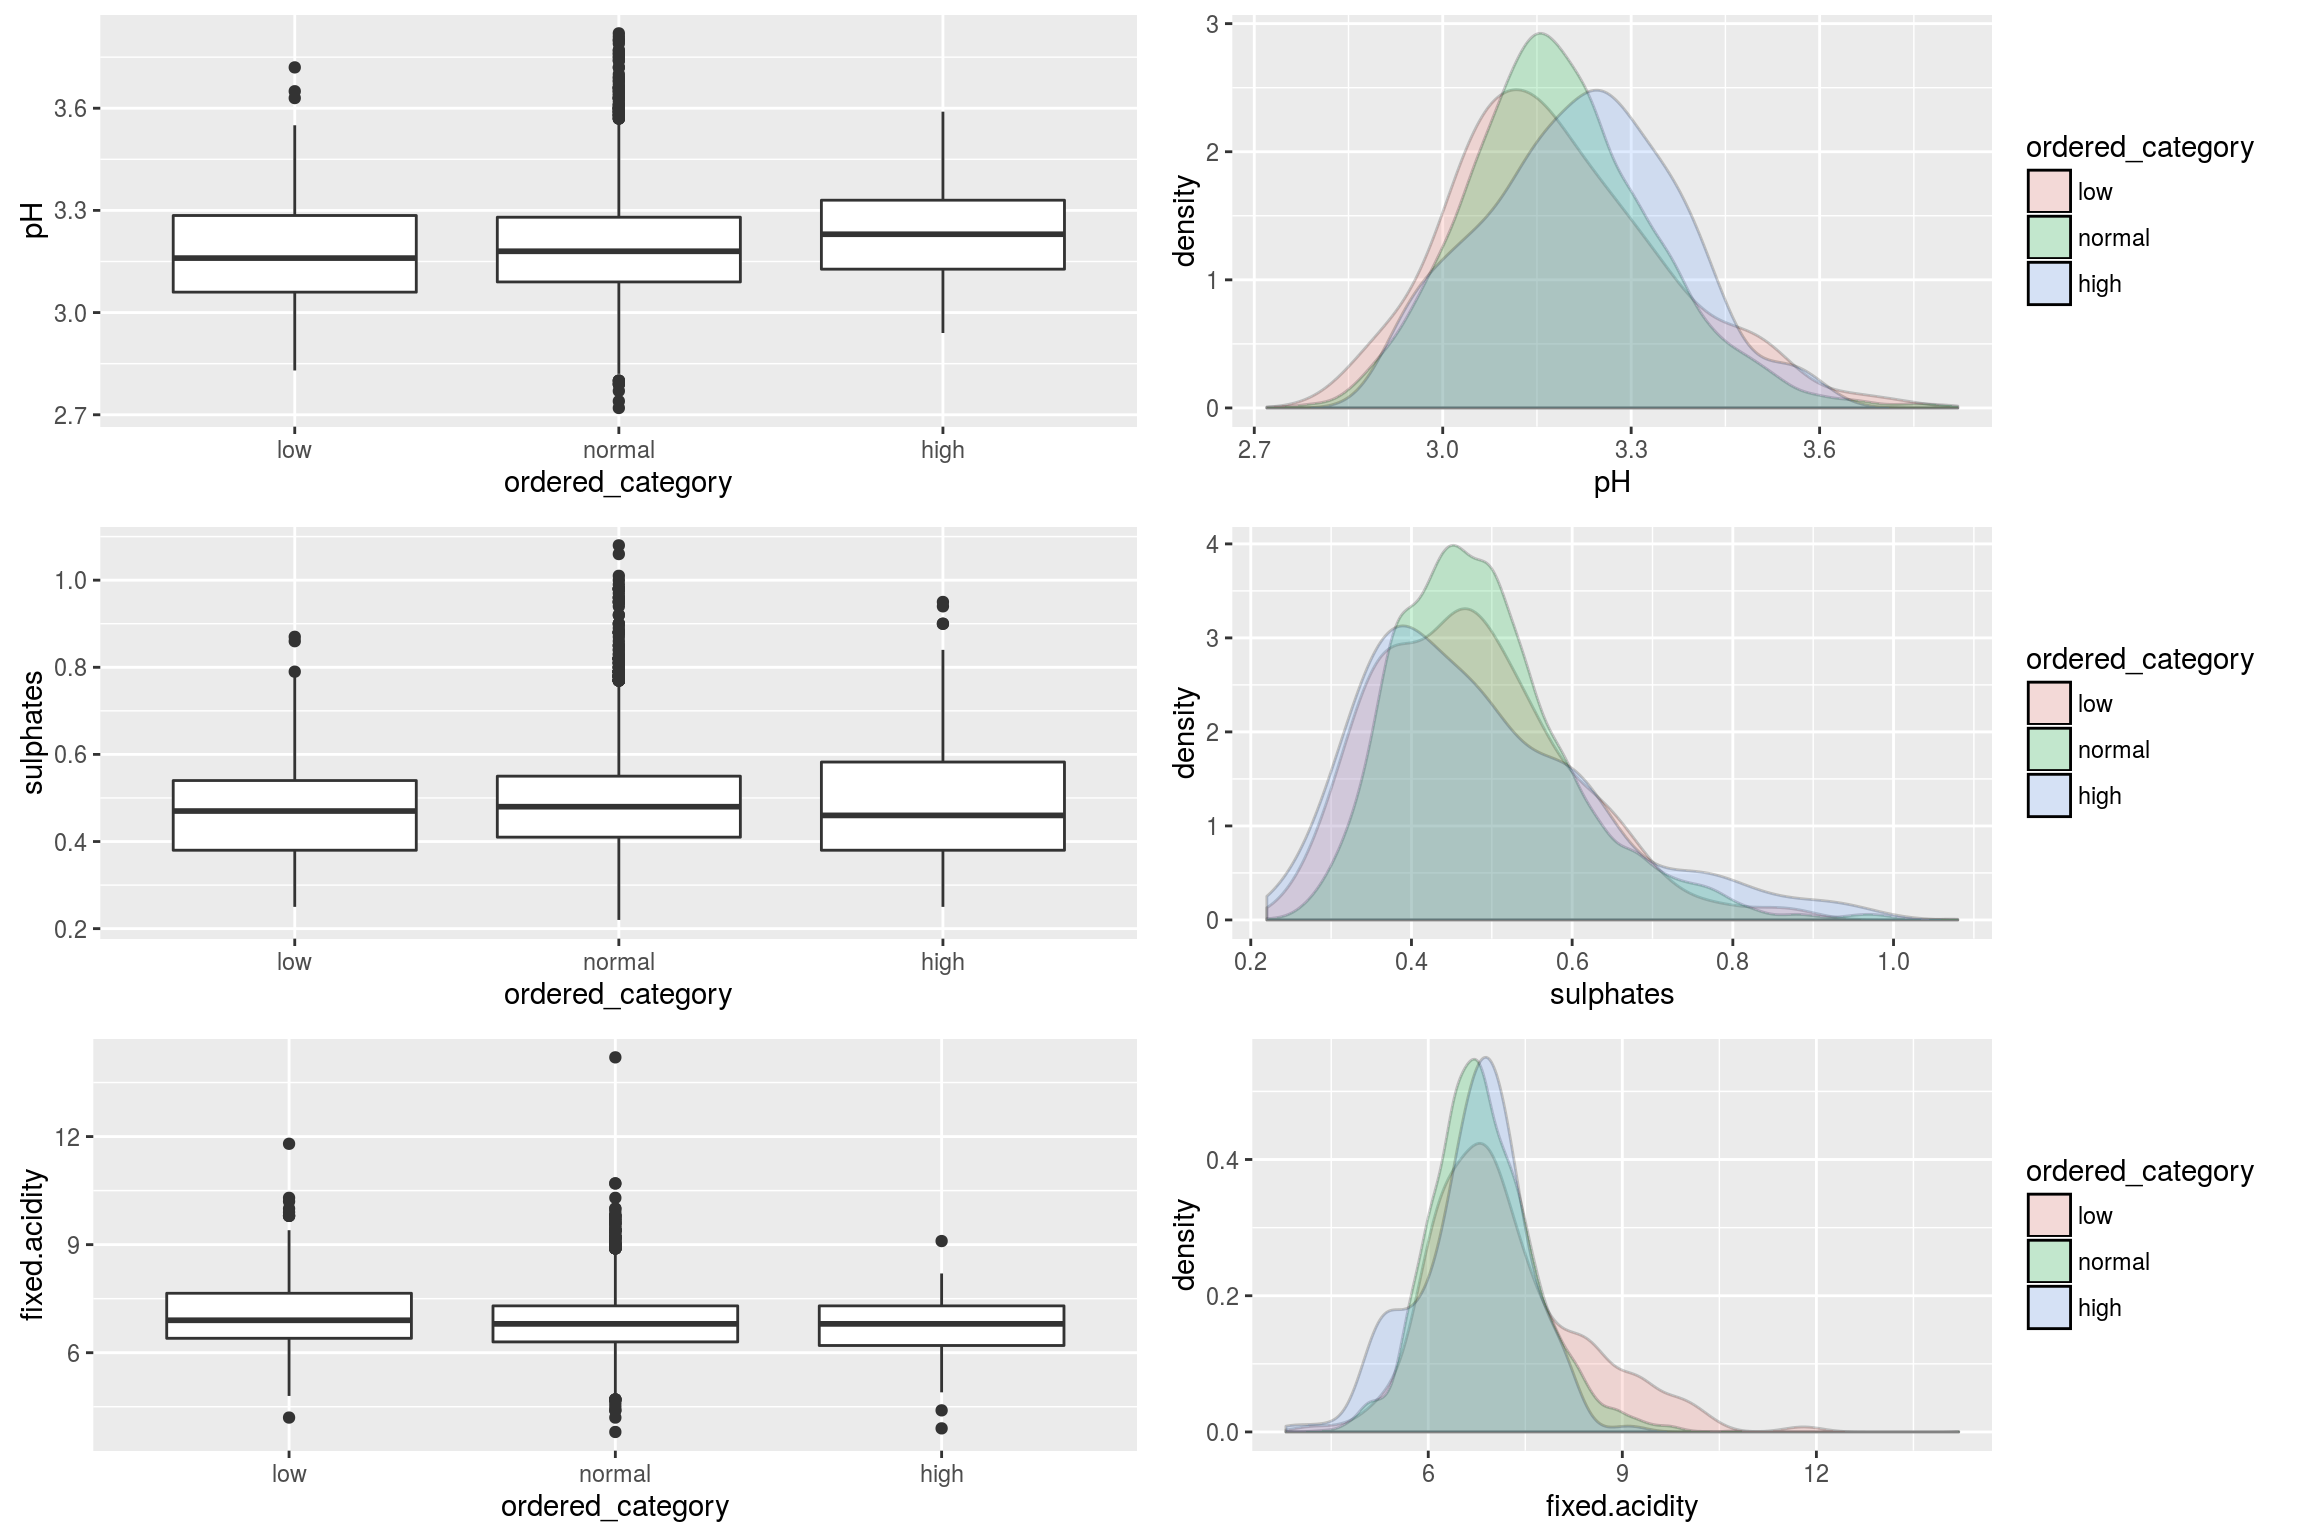 pH
3.6
3.3
3.0
2.7
low normal high
ordered_category
density
3
2
1
0
2.7 3.0 3.3 3.6
pH
ordered_category
low
normal
high
sulphates
1.0
0.8
0.6
0.4
0.2
low normal high
ordered_category
density
4
3
2
1
0
0.2 0.4 0.6 0.8 1.0
sulphates
ordered_category
low
normal
high
fixed.acidity
12
9
6
low normal high
ordered_category
density
0.4
0.2
0.0
6 9 12
fixed.acidity
ordered_category
low
normal
high